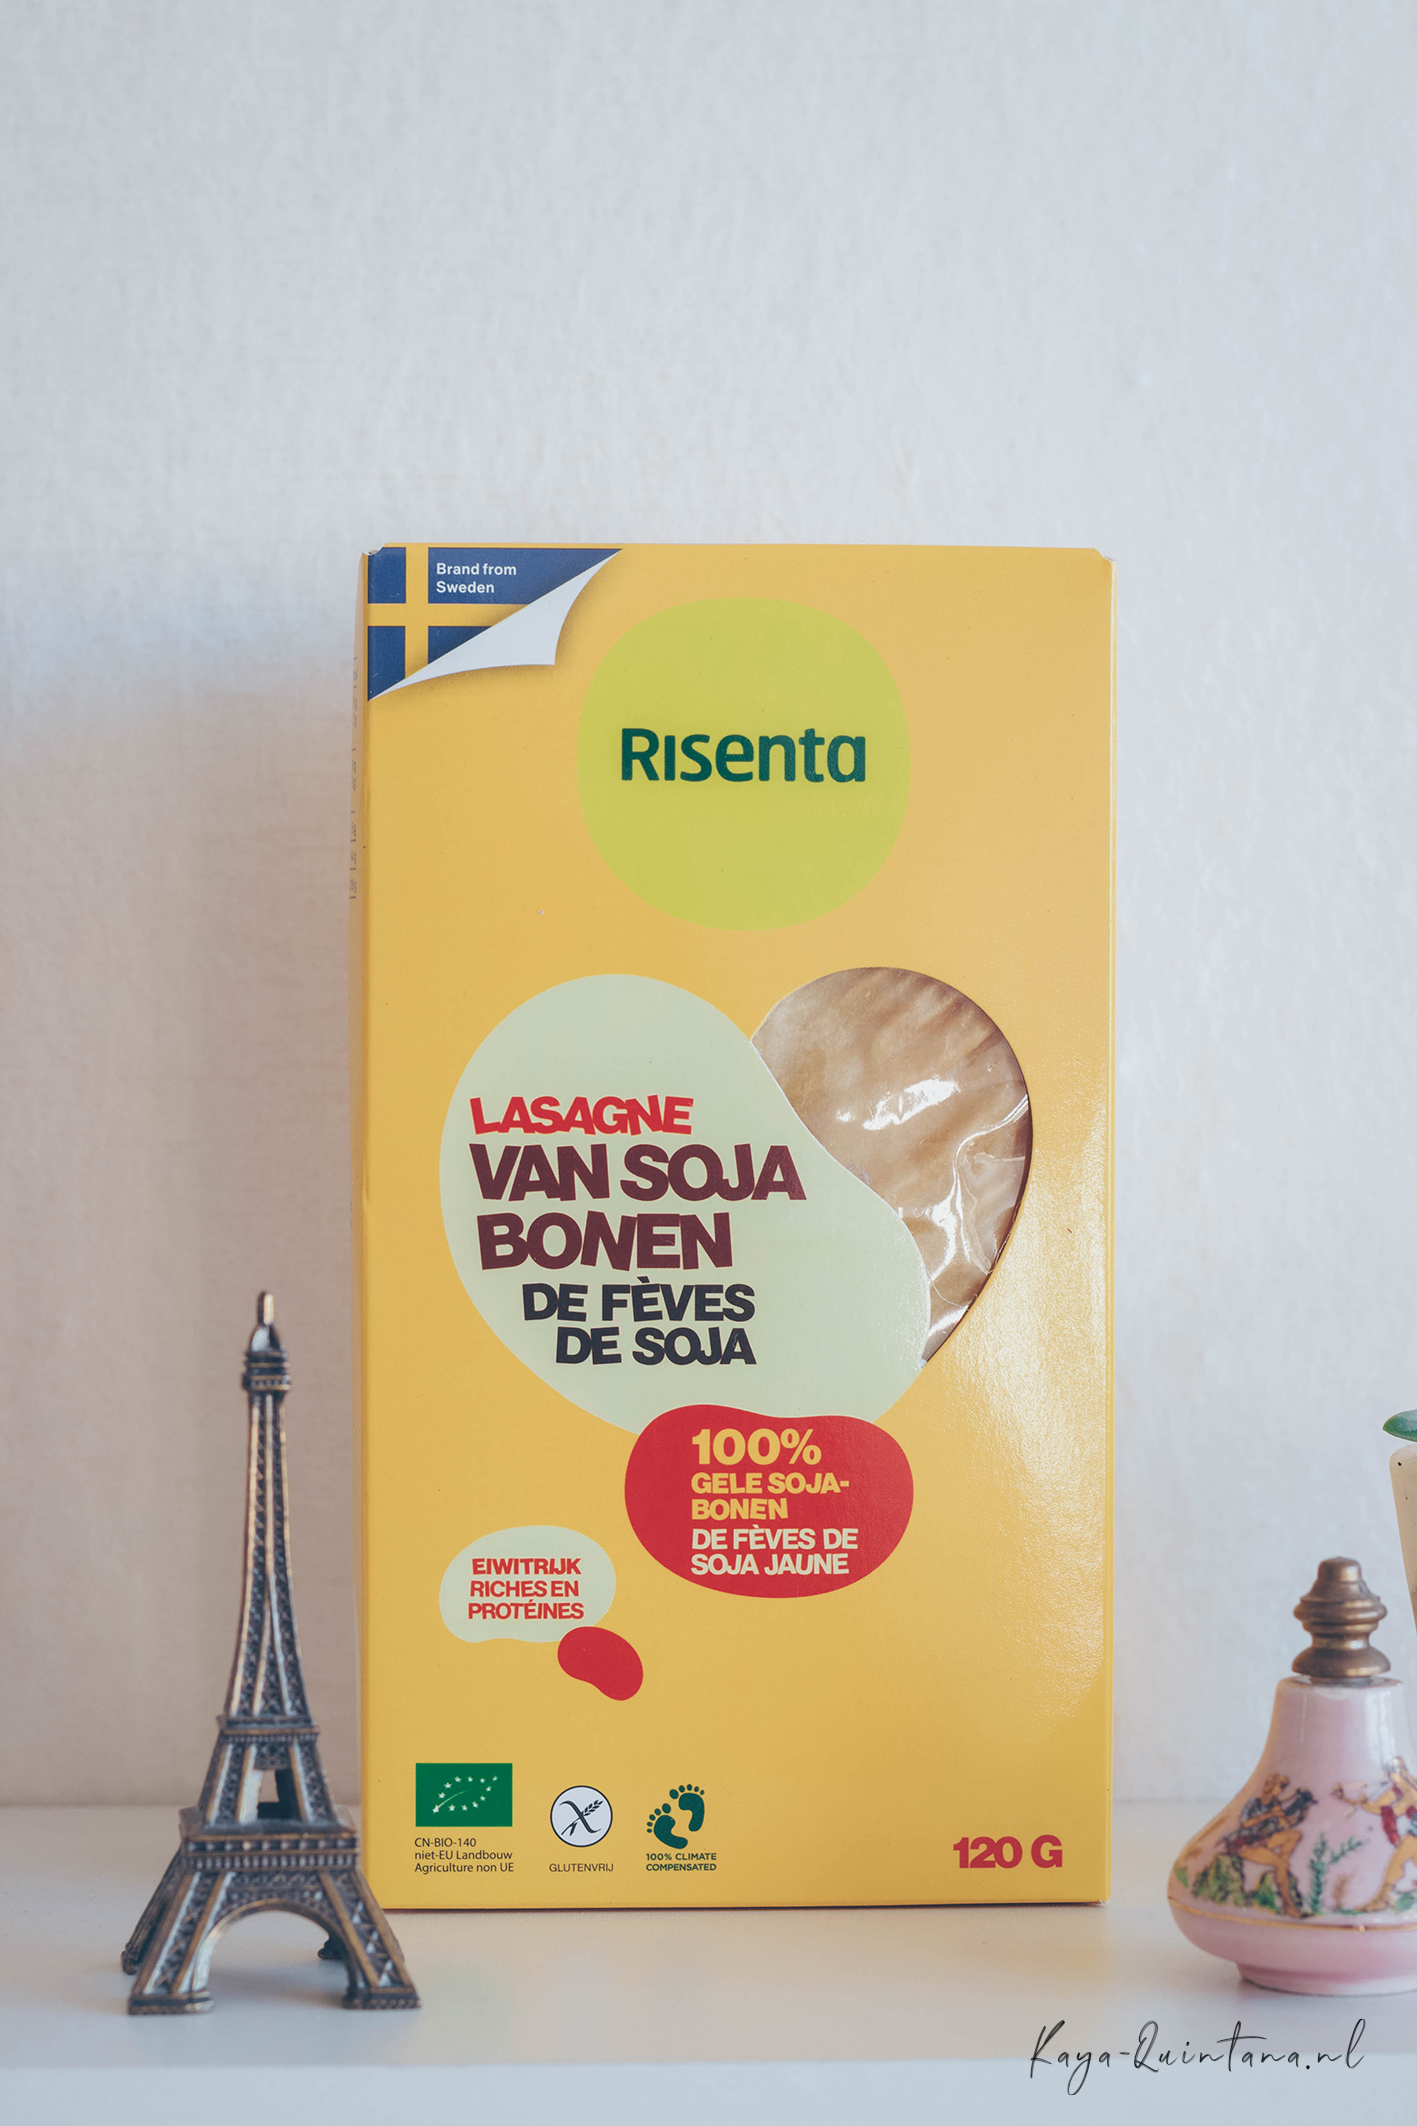 Brand from
Sweden
Risenta
LASAGNE
VAN SOJA
BONEN
DE FÈVES
DE SOJA
100%
GELE SOJA-
BONEN
DE FÈVES DE
SOJA JAUNE
EIWITRIJK
RICHES EN
PROTÉINES
CN-BIO-140
niet-EU Landbouw
Agriculture non UE
GLUTENVRIJ
100% CLIMATE
COMPENSATED
120 G
Kaya-Quintana.nl